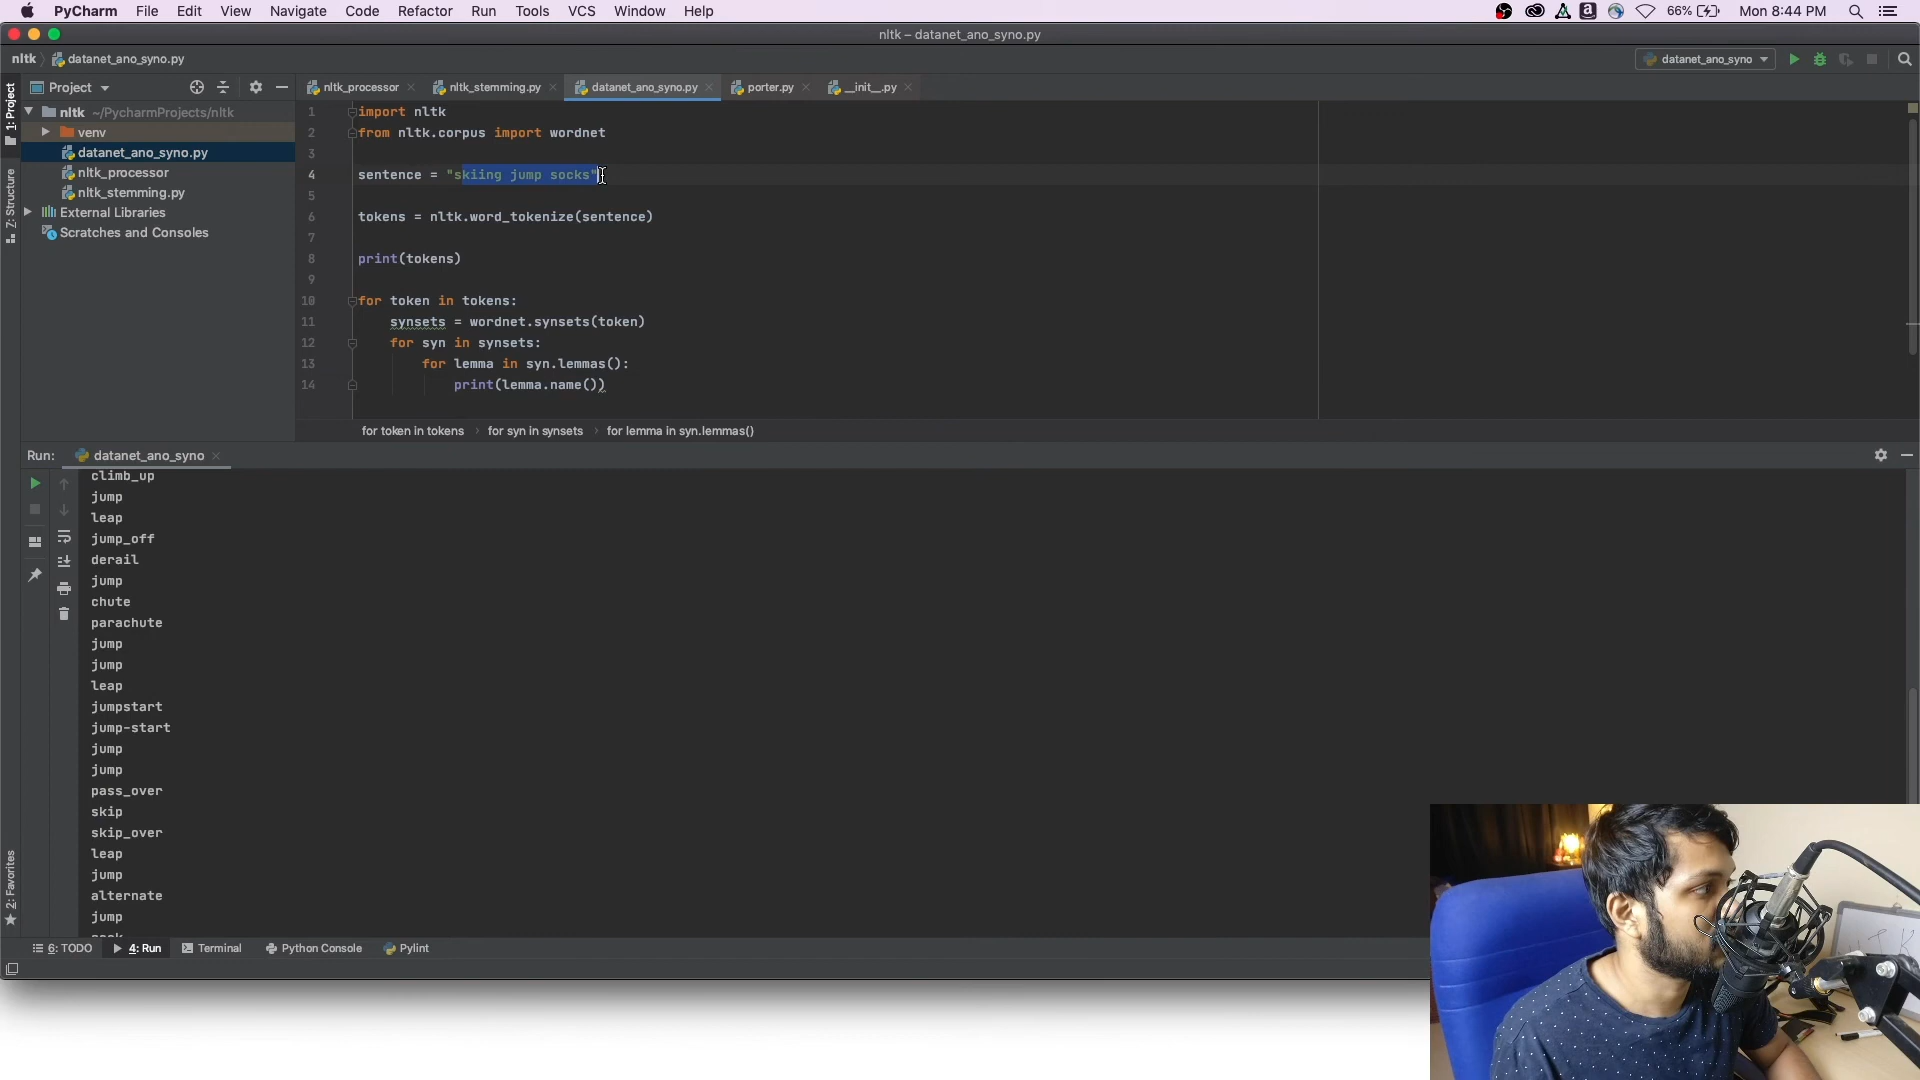 PyCharm File Edit View Navigate Code Refactor Run Tools VCS Window Help 66% Mon 8:44 PM
nltk – datanet_ano_syno.py
nltk datanet_ano_syno.py datanet_ano_syno
Project nltk_processor nltk_stemming.py datanet_ano_syno.py porter.py __init__.py
1: Project
nltk ~/PycharmProjects/nltk
venv
datanet_ano_syno.py
nltk_processor
nltk_stemming.py
External Libraries
Scratches and Consoles
Z: Structure
1 import nltk
2 from nltk.corpus import wordnet
3
4 sentence = "skiing jump socks"
5
6 tokens = nltk.word_tokenize(sentence)
7
8 print(tokens)
9
10 for token in tokens:
11 synsets = wordnet.synsets(token)
12 for syn in synsets:
13 for lemma in syn.lemmas():
14 print(lemma.name())
for token in tokens › for syn in synsets › for lemma in syn.lemmas()
Run: datanet_ano_syno
climb_up
jump
leap
jump_off
derail
jump
chute
parachute
jump
jump
leap
jumpstart
jump-start
jump
jump
pass_over
skip
skip_over
leap
jump
alternate
jump
2: Favorites
6: TODO 4: Run Terminal Python Console Pylint